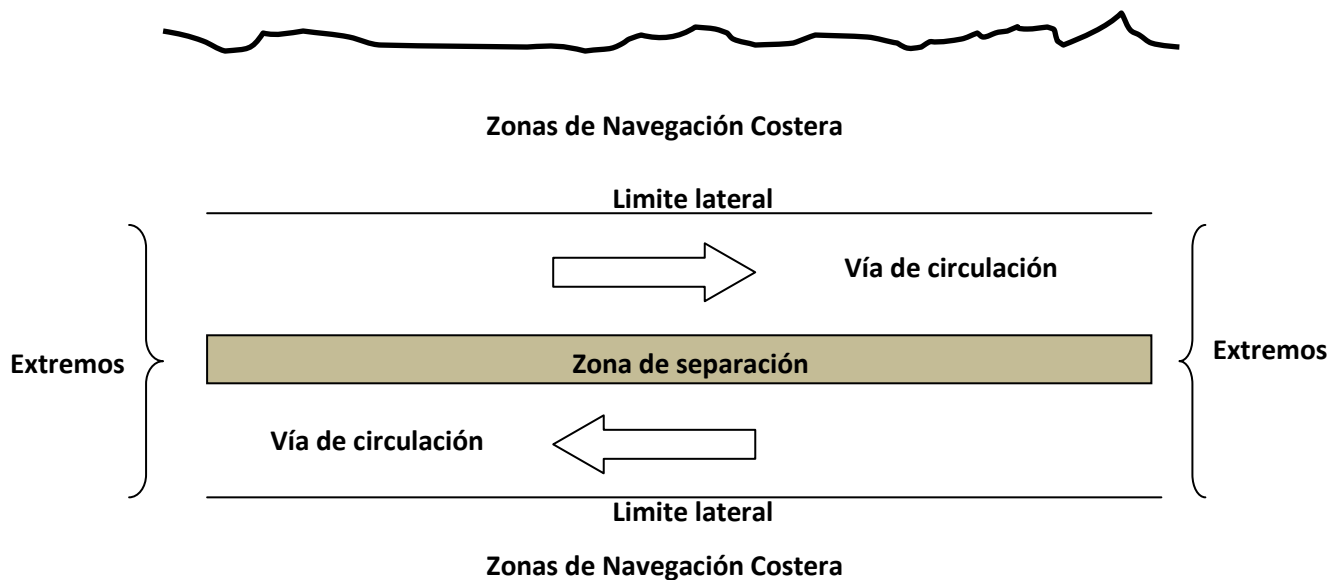 Zonas de Navegación Costera
Limite lateral
Vía de circulación
Extremos
Zona de separación
Extremos
Vía de circulación
Limite lateral
Zonas de Navegación Costera